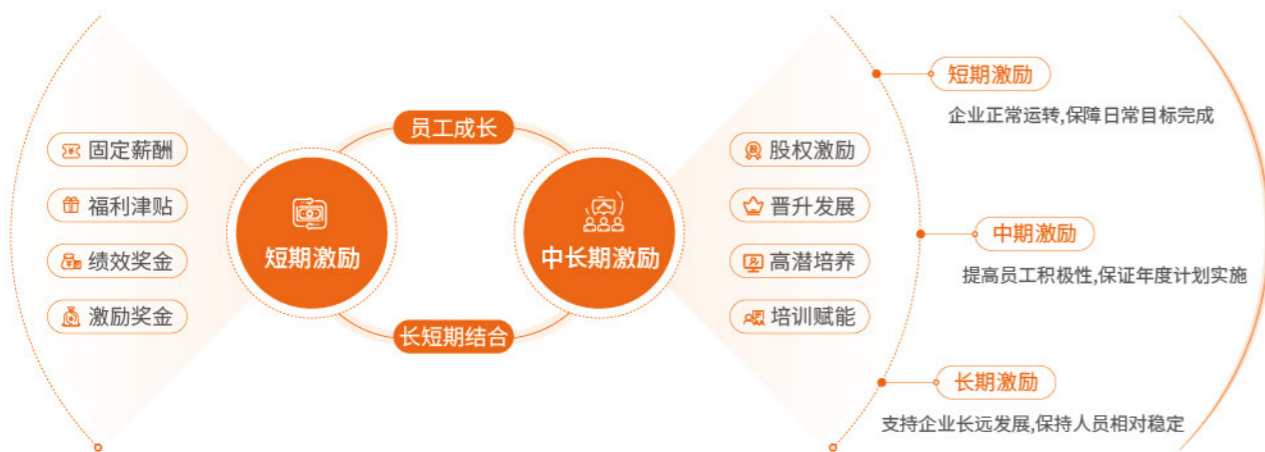 固定薪酬
福利津贴
绩效奖金
激励奖金
短期激励
员工成长
长短期结合
中长期激励
股权激励
晋升发展
高潜培养
培训赋能
短期激励
企业正常运转,保障日常目标完成
中期激励
提高员工积极性,保证年度计划实施
长期激励
支持企业长远发展,保持人员相对稳定